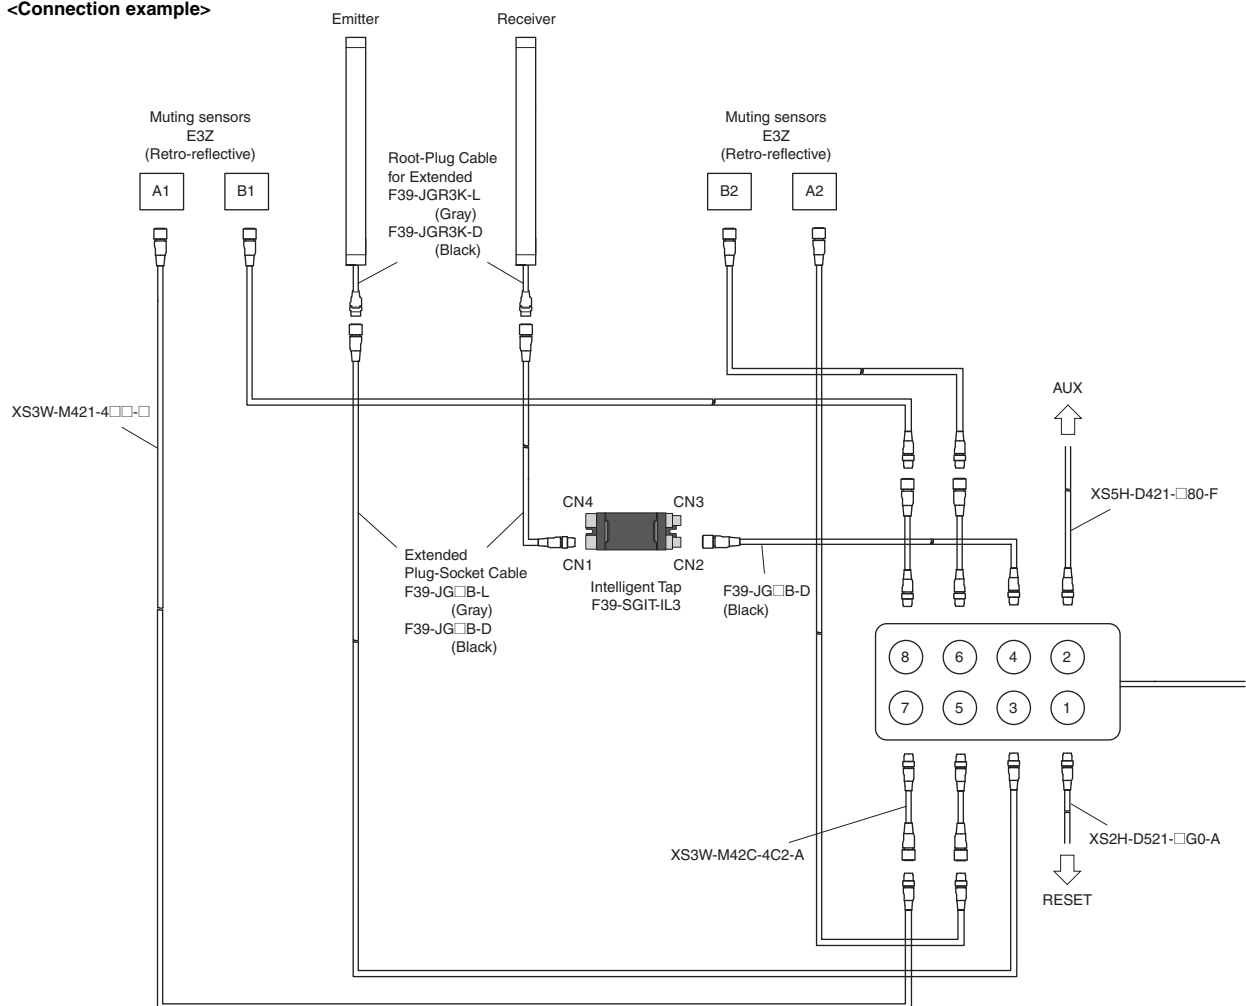 <Connection example>
Emitter
Receiver
Muting sensors
E3Z
(Retro-reflective)
A1
B1
Root-Plug Cable
for Extended
F39-JGR3K-L
(Gray)
F39-JGR3K-D
(Black)
Muting sensors
E3Z
(Retro-reflective)
B2
A2
XS3W-M421-4□□-□
AUX
XS5H-D421-□80-F
CN4
CN3
CN1
CN2
Intelligent Tap
F39-SGIT-IL3
Extended
Plug-Socket Cable
F39-JG□B-L
(Gray)
F39-JG□B-D
(Black)
F39-JG□B-D
(Black)
8
6
4
2
7
5
3
1
XS3W-M42C-4C2-A
XS2H-D521-□G0-A
RESET